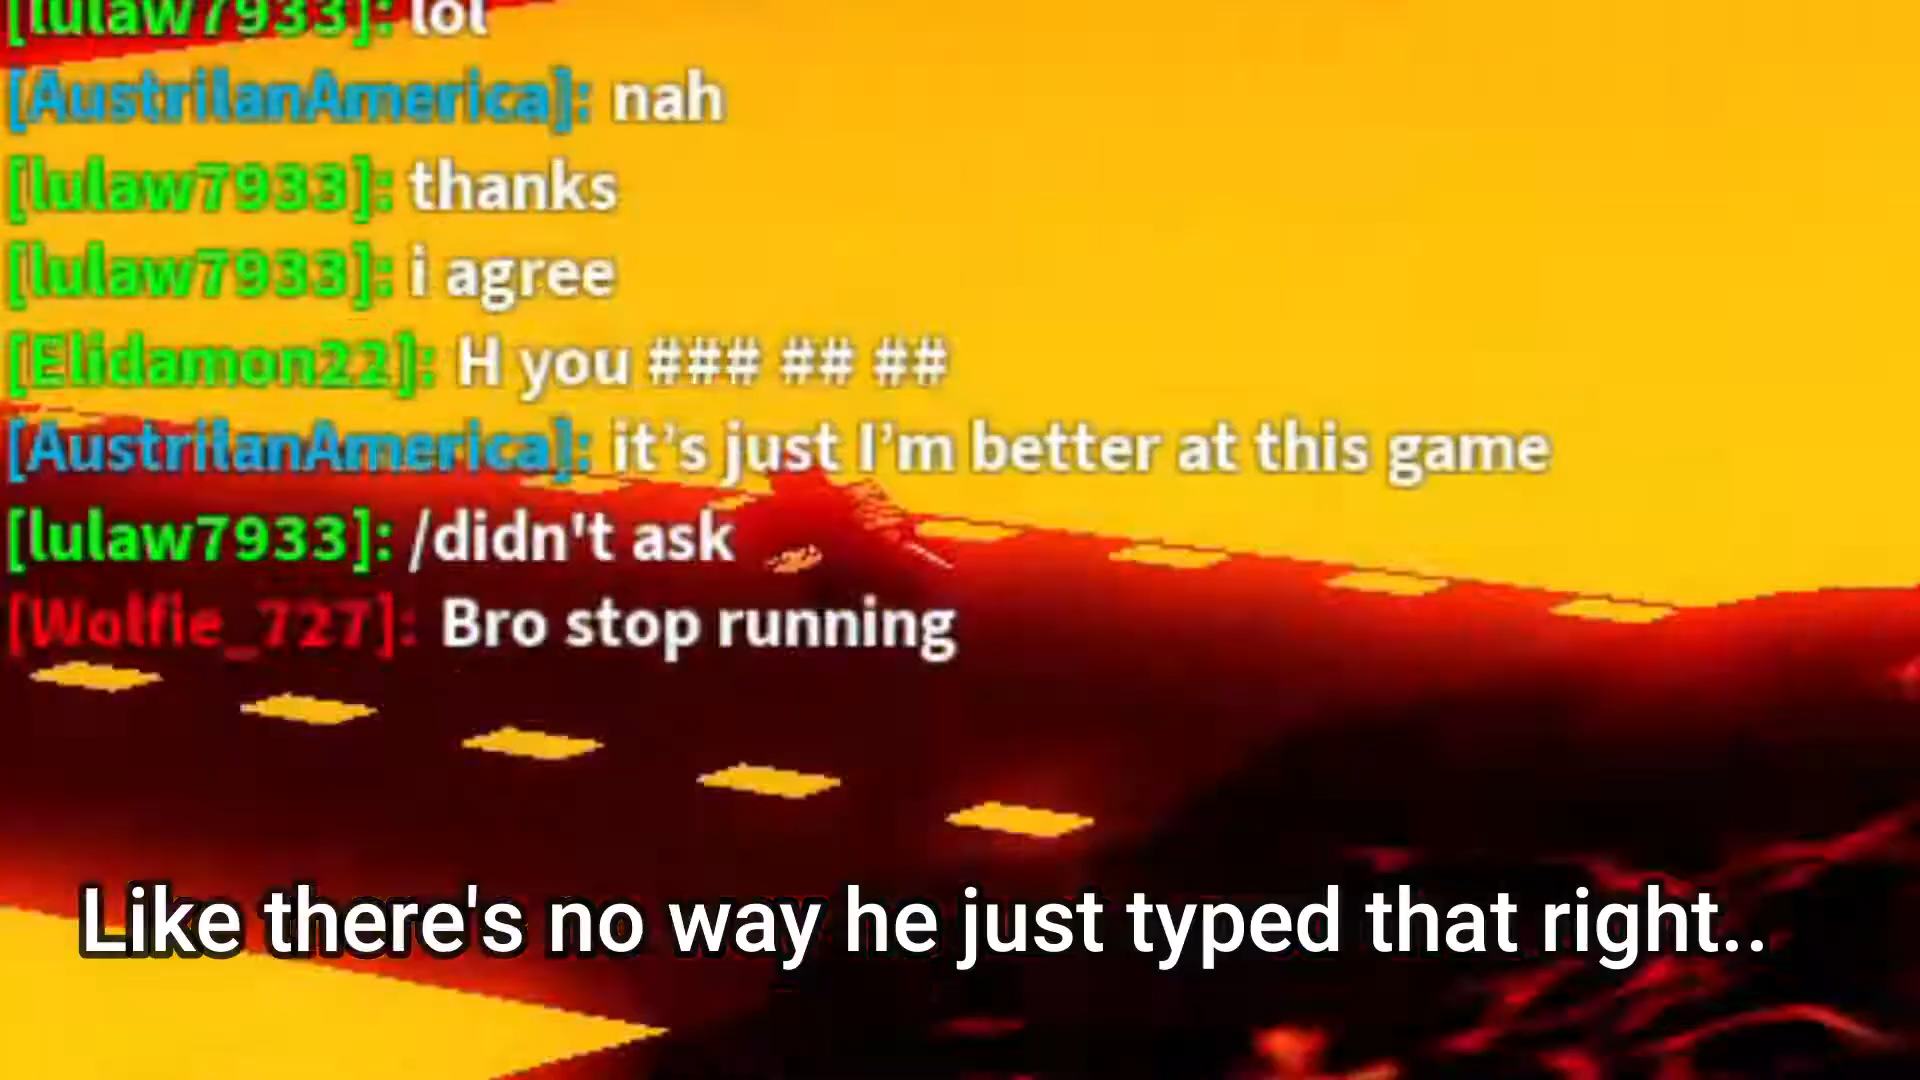 [lulaw7933]: lol
[AustrilanAmerica]: nah
[lulaw7933]: thanks
[lulaw7933]: i agree
[Elidamon22]: H you ### ## ##
[AustrilanAmerica]: it’s just I’m better at this game
[lulaw7933]: /didn't ask
[Wolfie_727]: Bro stop running
Like there's no way he just typed that right..